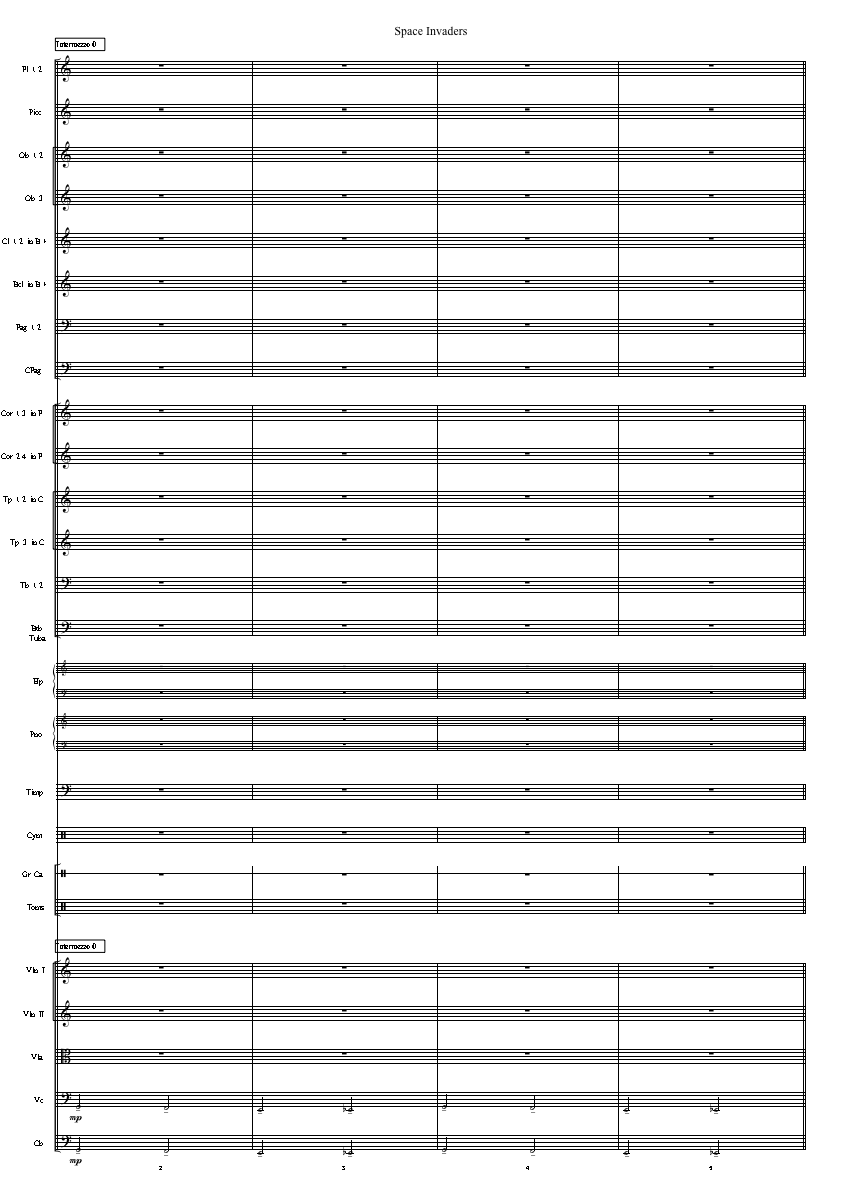 Space Invaders
Intermezzo 0
Fl 1 2
Picc
Ob 1 2
Ob 3
Cl 1 2 in B♭
Bcl in B♭
Fag 1 2
CFag
Cor 1 3 in F
Cor 2 4 in F
Tp 1 2 in C
Tp 3 in C
Tb 1 2
Btb
Tuba
Hp
Pno
Timp
Cym
Gr Ca
Toms
Intermezzo 0
Vln I
Vln II
Vla
Vc
mp
Cb
mp
2 3 4 5